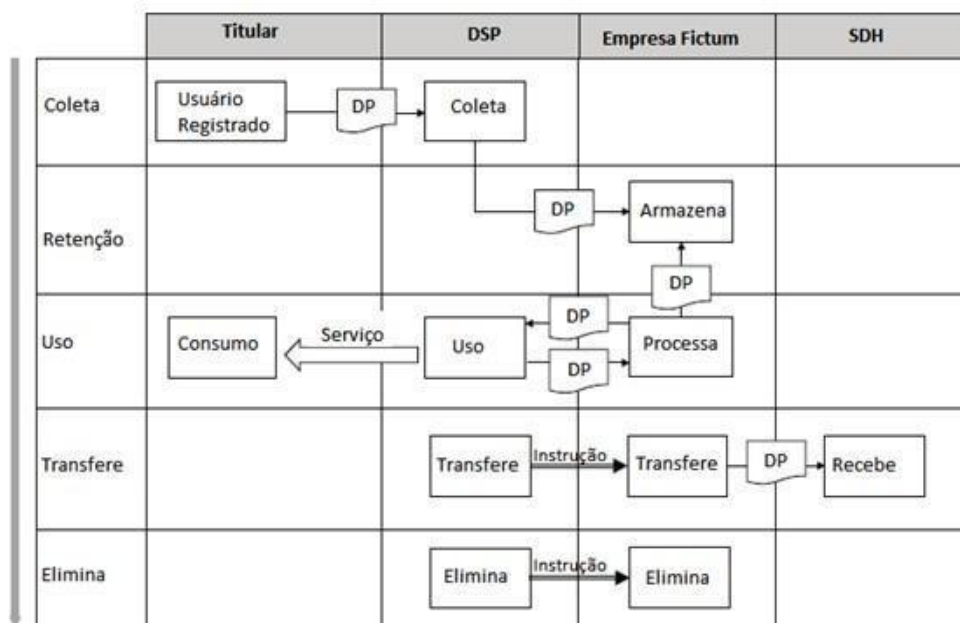 Titular
DSP
Empresa Fictum
SDH
Coleta
Usuário
Registrado
DP
Coleta
Retenção
DP
Armazena
DP
Uso
Consumo
Serviço
Uso
DP
DP
Processa
Transfere
Transfere
Instrução
Transfere
DP
Recebe
Elimina
Elimina
Instrução
Elimina